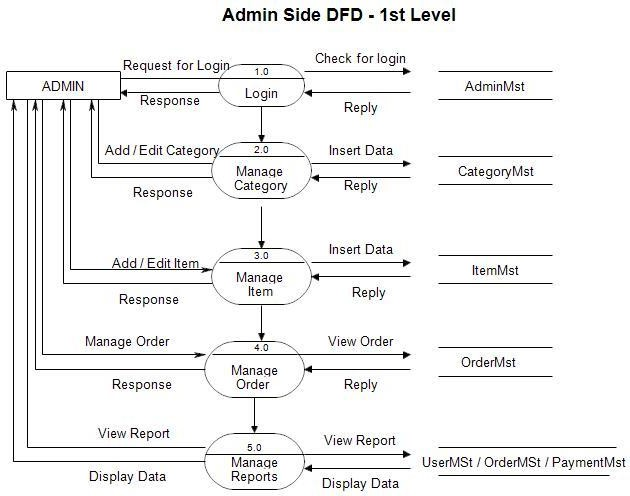 Admin Side DFD - 1st Level
Request for Login
1.0
Check for login
ADMIN
Login
AdminMst
Response
Reply
Add / Edit Category
2.0
Insert Data
Manage
Category
CategoryMst
Response
Reply
Add / Edit Item
3.0
Insert Data
Manage
Item
ItemMst
Response
Reply
Manage Order
4.0
View Order
Manage
Order
OrderMst
Response
Reply
View Report
5.0
View Report
Manage
Reports
UserMSt / OrderMSt / PaymentMst
Display Data
Display Data